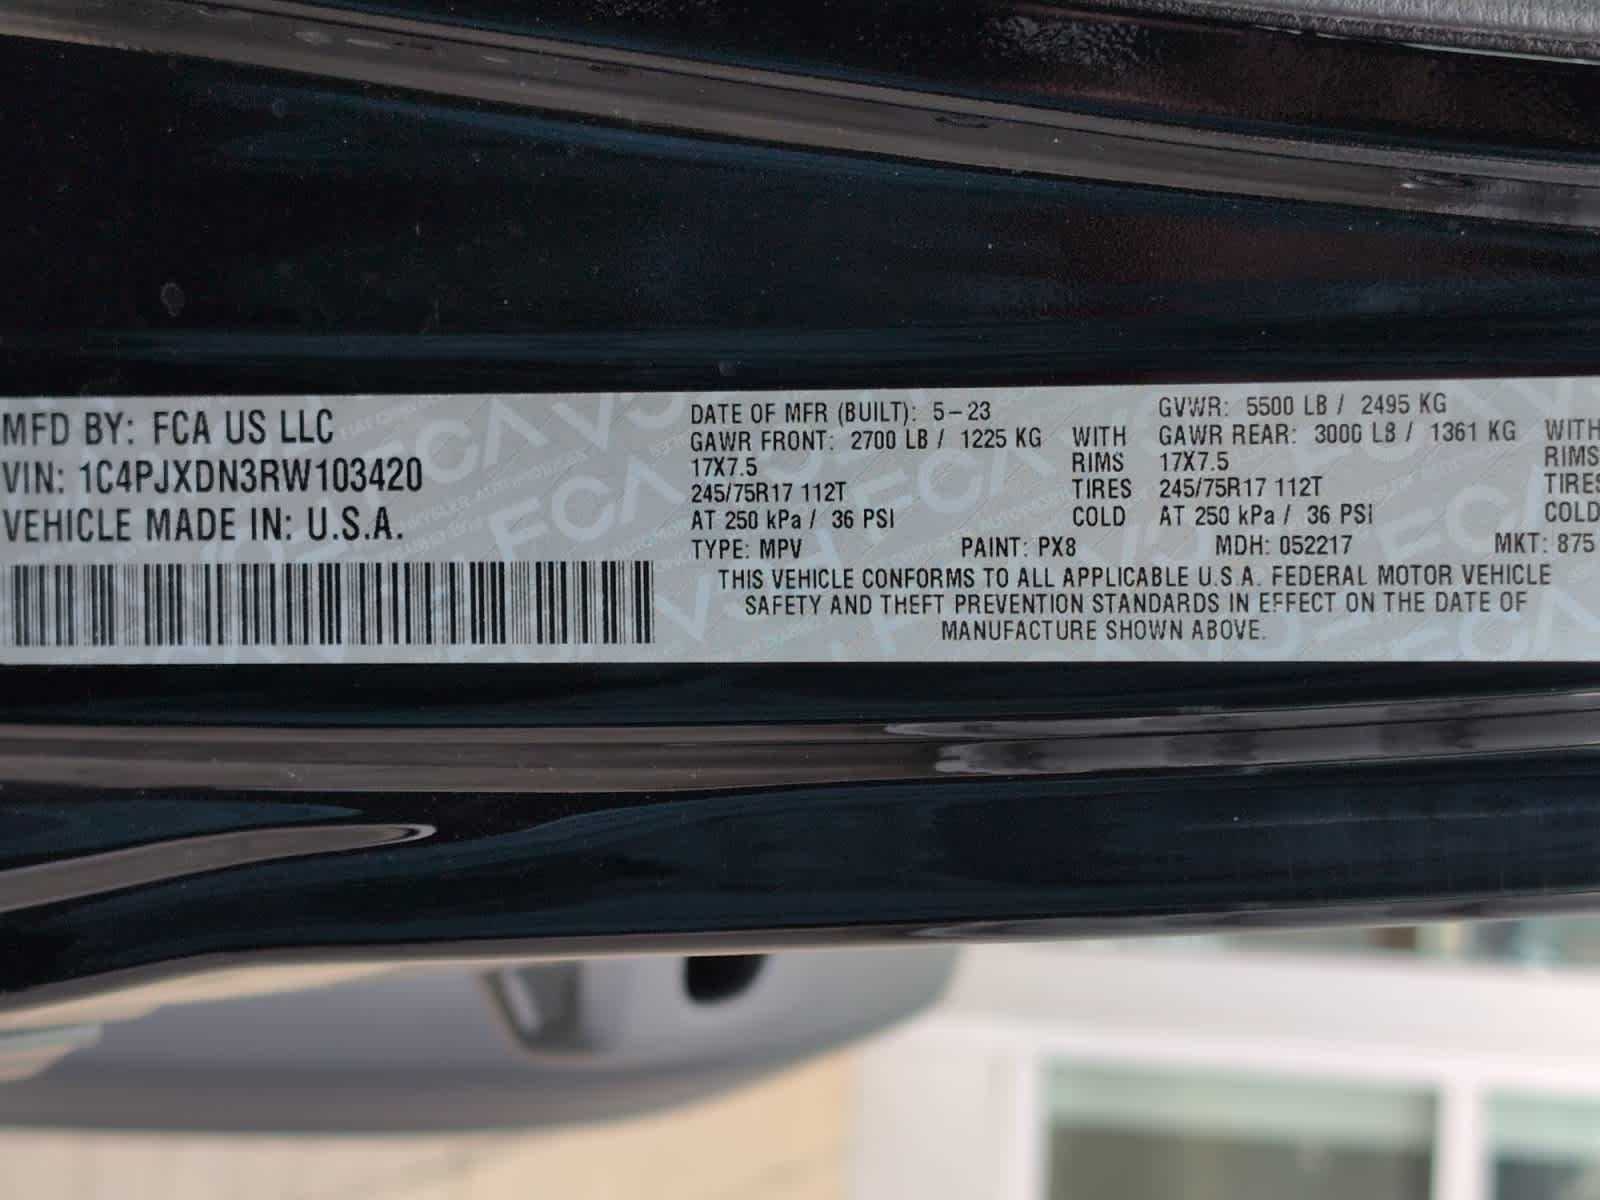 MFD BY: FCA US LLC
VIN: 1C4PJXDN3RW103420
VEHICLE MADE IN: U.S.A.
DATE OF MFR (BUILT): 5-23 GVWR: 5500 LB / 2495 KG
GAWR FRONT: 2700 LB / 1225 KG WITH GAWR REAR: 3000 LB / 1361 KG WITH
17X7.5 RIMS 17X7.5 RIMS
245/75R17 112T TIRES 245/75R17 112T TIRES
AT 250 kPa / 36 PSI COLD AT 250 kPa / 36 PSI COLD
TYPE: MPV PAINT: PX8 MDH: 052217 MKT: 875
THIS VEHICLE CONFORMS TO ALL APPLICABLE U.S.A. FEDERAL MOTOR VEHICLE
SAFETY AND THEFT PREVENTION STANDARDS IN EFFECT ON THE DATE OF
MANUFACTURE SHOWN ABOVE.